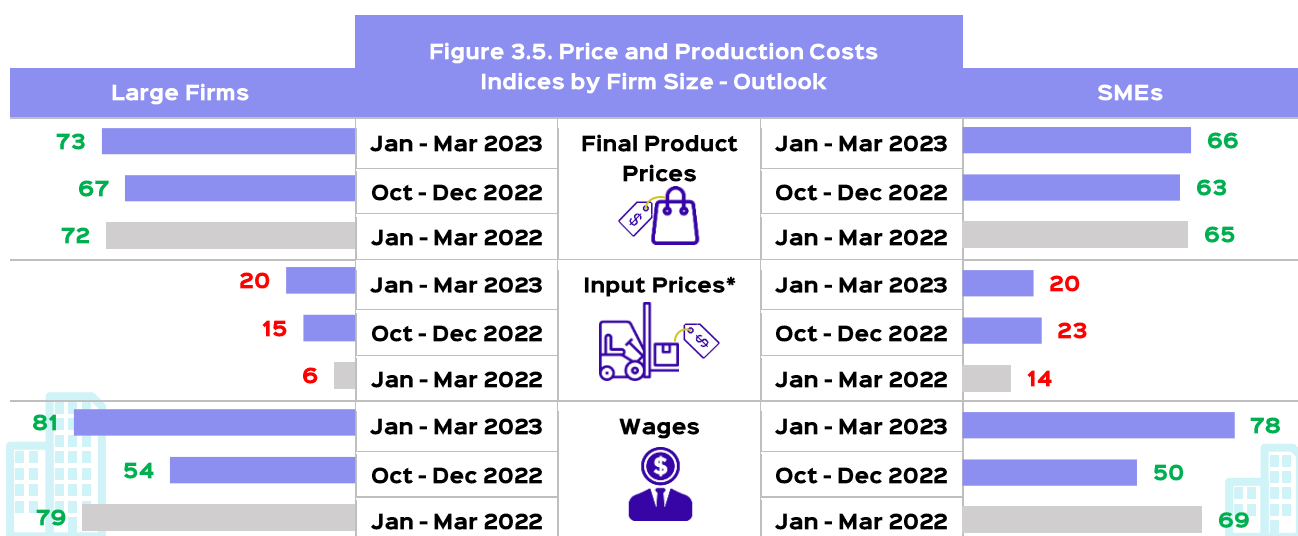 Figure 3.5. Price and Production Costs
Indices by Firm Size - Outlook
Large Firms
SMEs
73
Jan - Mar 2023
Final Product
Prices
Jan - Mar 2023
66
67
Oct - Dec 2022
Oct - Dec 2022
63
$
72
Jan - Mar 2022
Jan - Mar 2022
65
20
Jan - Mar 2023
Input Prices*
Jan - Mar 2023
20
15
Oct - Dec 2022
$
Oct - Dec 2022
23
6
Jan - Mar 2022
Jan - Mar 2022
14
81
Jan - Mar 2023
Wages
Jan - Mar 2023
78
54
Oct - Dec 2022
$
Oct - Dec 2022
50
79
Jan - Mar 2022
Jan - Mar 2022
69